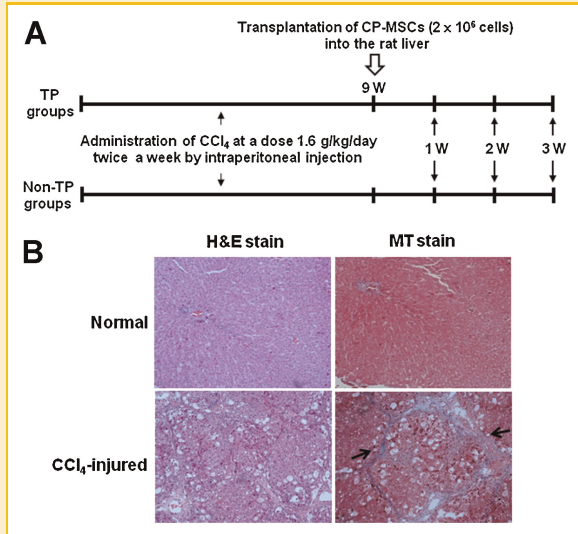 A
Transplantation of CP-MSCs (2 x 10⁶ cells)
into the rat liver
TP
groups
9 W
Administration of CCl₄ at a dose 1.6 g/kg/day
twice a week by intraperitoneal injection
1 W
2 W
3 W
Non-TP
groups
B
H&E stain
MT stain
Normal
CCl₄-injured